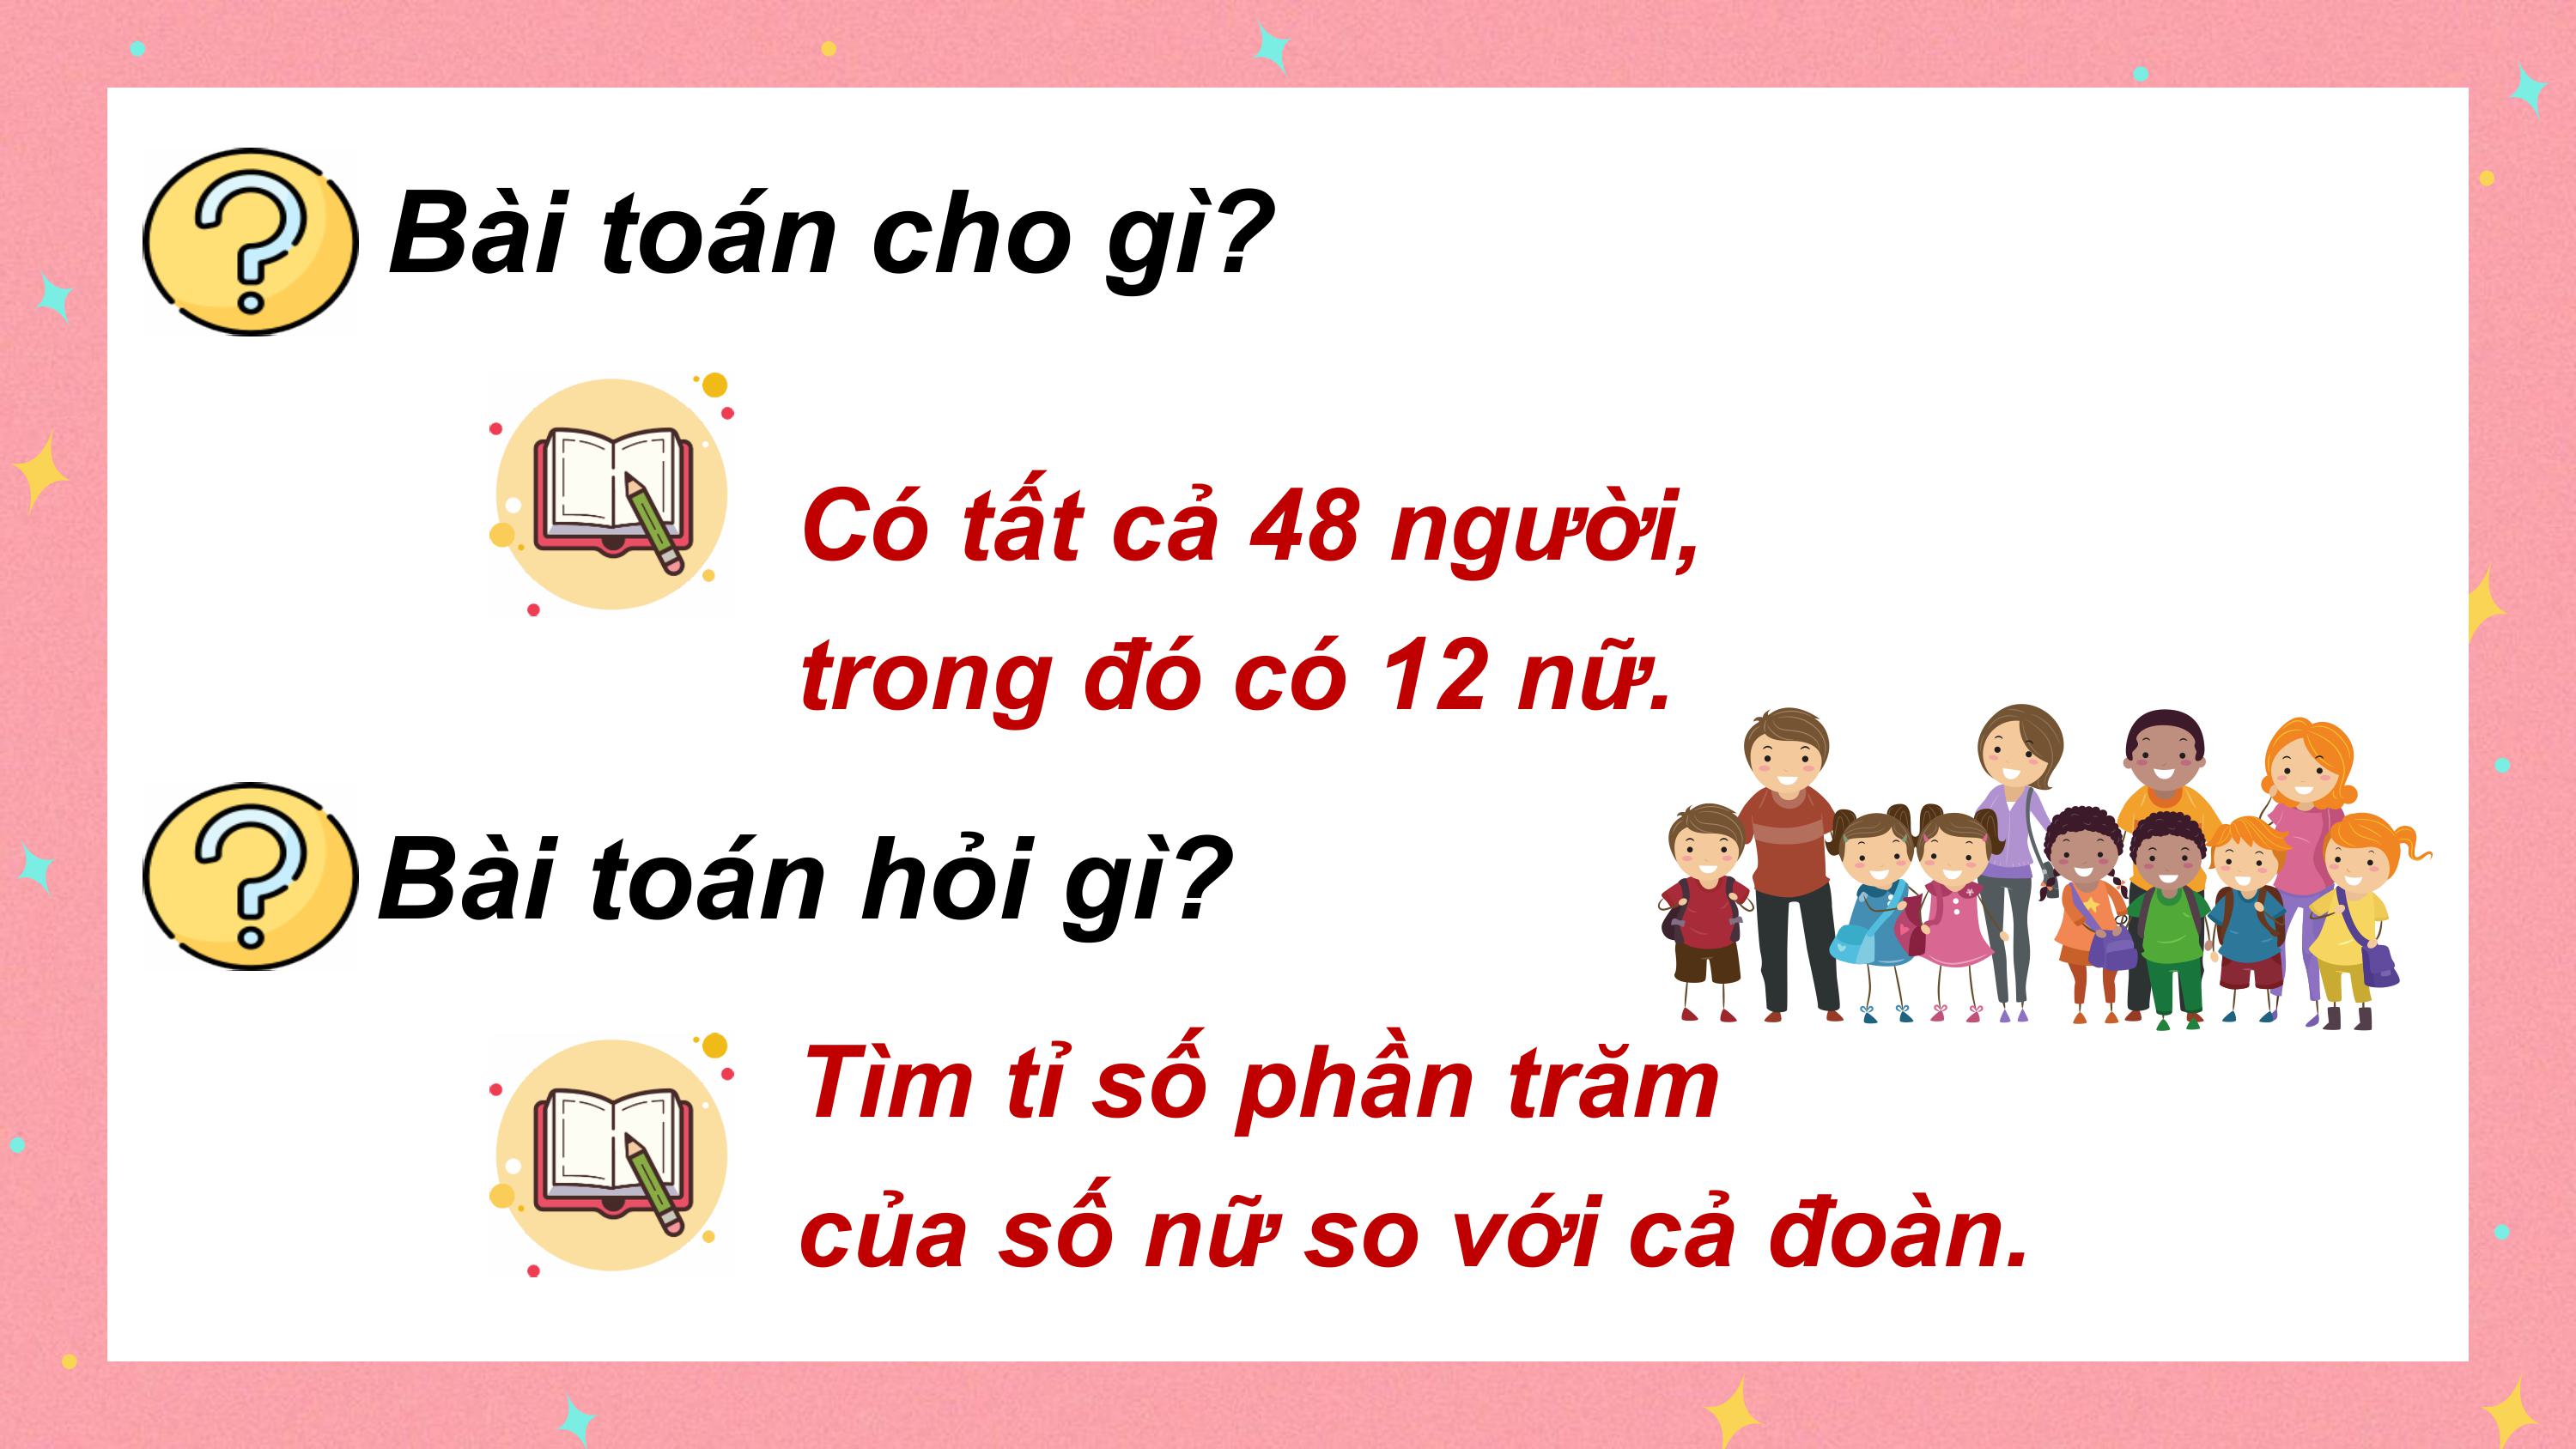 Bài toán cho gì?
Có tất cả 48 người,
trong đó có 12 nữ.
Bài toán hỏi gì?
Tìm tỉ số phần trăm
của số nữ so với cả đoàn.